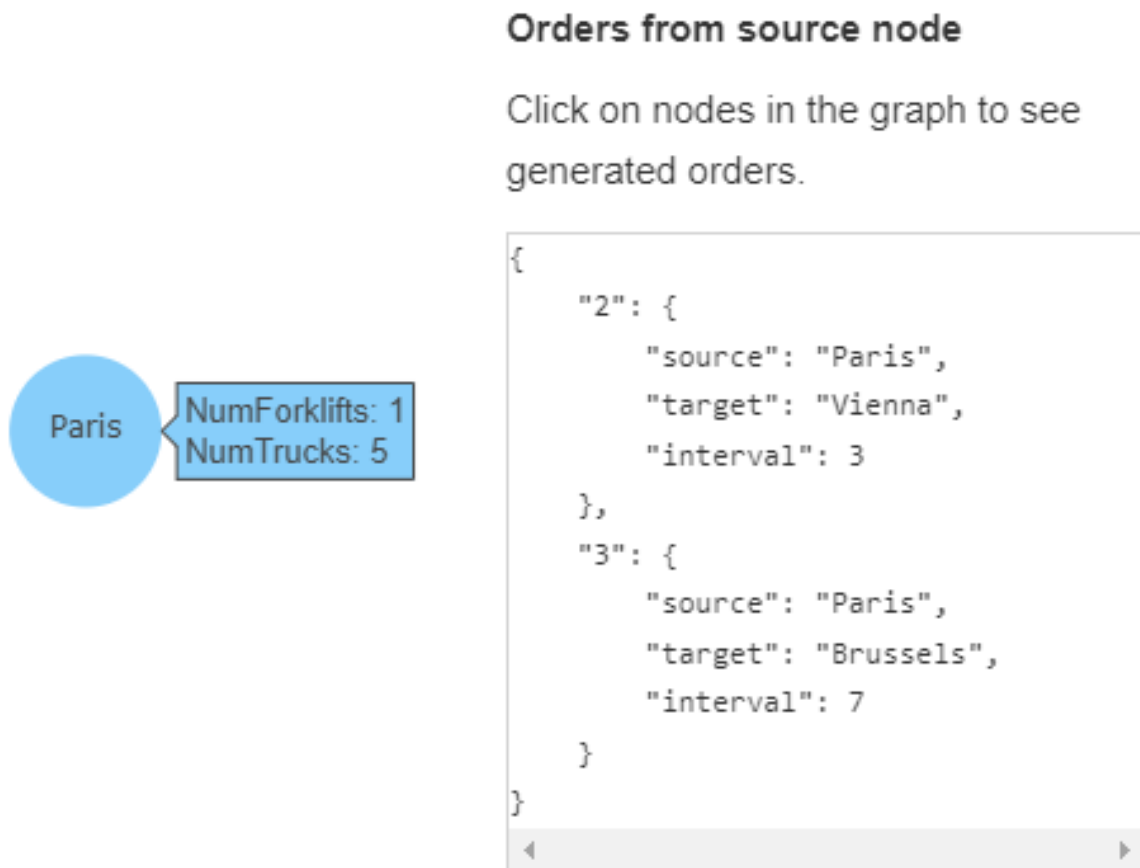 Orders from source node
Click on nodes in the graph to see
generated orders.
Paris
NumForklifts: 1
NumTrucks: 5
{
    "2": {
        "source": "Paris",
        "target": "Vienna",
        "interval": 3
    },
    "3": {
        "source": "Paris",
        "target": "Brussels",
        "interval": 7
    }
}